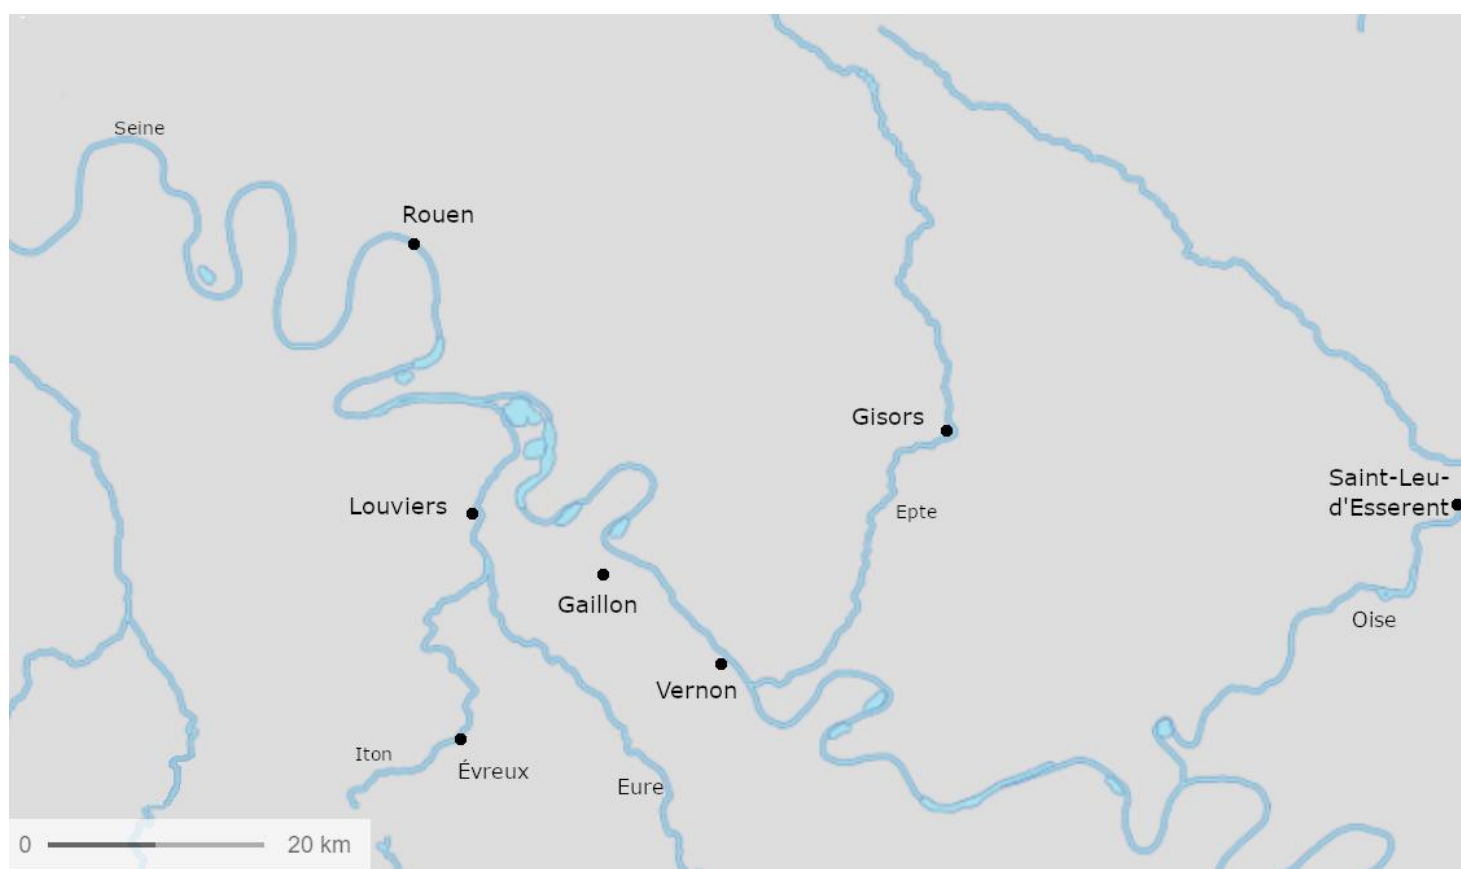 Seine
Rouen
Gisors
Saint-Leu-
d'Esserent
Louviers
Epte
Gaillon
Oise
Vernon
Iton
Évreux
Eure
0 20 km